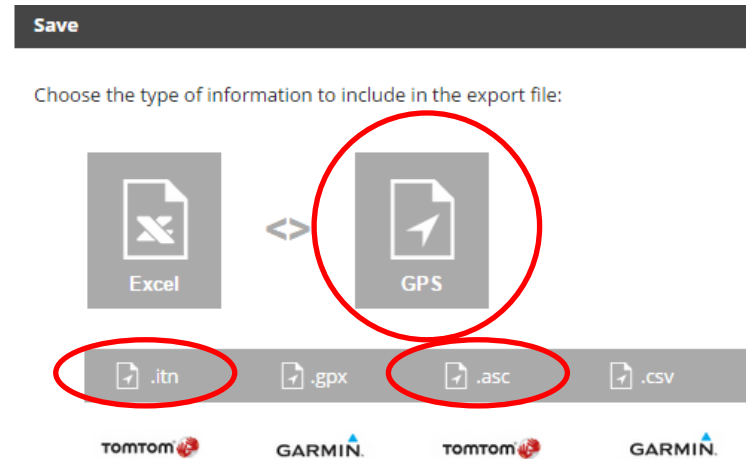 Save
Choose the type of information to include in the export file:
<>
Excel GPS
.itn .gpx .asc .csv
TOMTOM GARMIN. TOMTOM GARMIN.